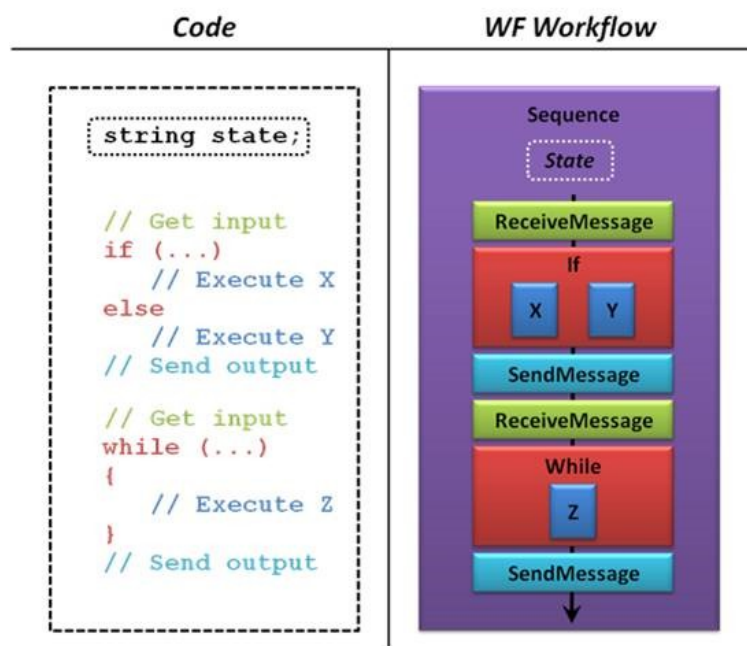 Code
WF Workflow
string state;
// Get input
if (...)
// Execute X
else
// Execute Y
// Send output
// Get input
while (...)
{
// Execute Z
}
// Send output
Sequence
State
ReceiveMessage
If
X Y
SendMessage
ReceiveMessage
While
Z
SendMessage